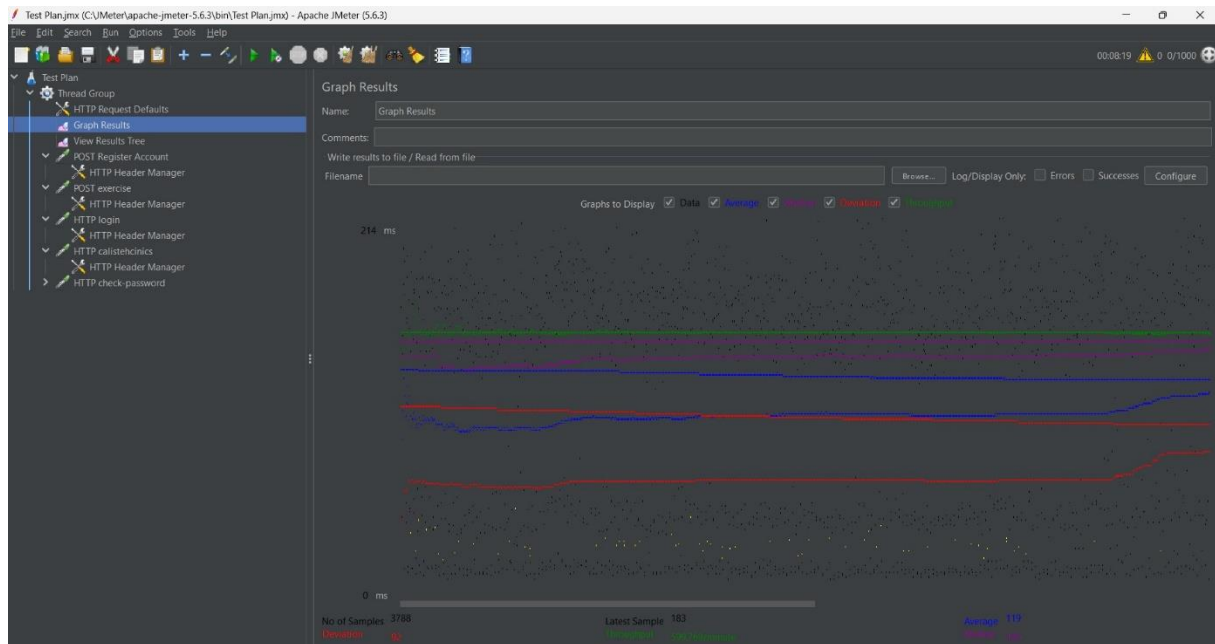 Test Plan.jmx (C:\JMeter\apache-jmeter-5.6.3\bin\Test Plan.jmx) - Apache JMeter (5.6.3)
File Edit Search Run Options Tools Help
00:08:19 0 0/1000
Test Plan
Thread Group
HTTP Request Defaults
Graph Results
View Results Tree
POST Register Account
HTTP Header Manager
POST exercise
HTTP Header Manager
HTTP login
HTTP Header Manager
HTTP calistehcinics
HTTP Header Manager
HTTP check-password
Graph Results
Name: Graph Results
Comments:
Write results to file / Read from file
Filename Browse... Log/Display Only: Errors Successes Configure
Graphs to Display Data Average Median Deviation Throughput
214 ms
0 ms
No of Samples 3788 Latest Sample 183 Average 119
Deviation Throughput